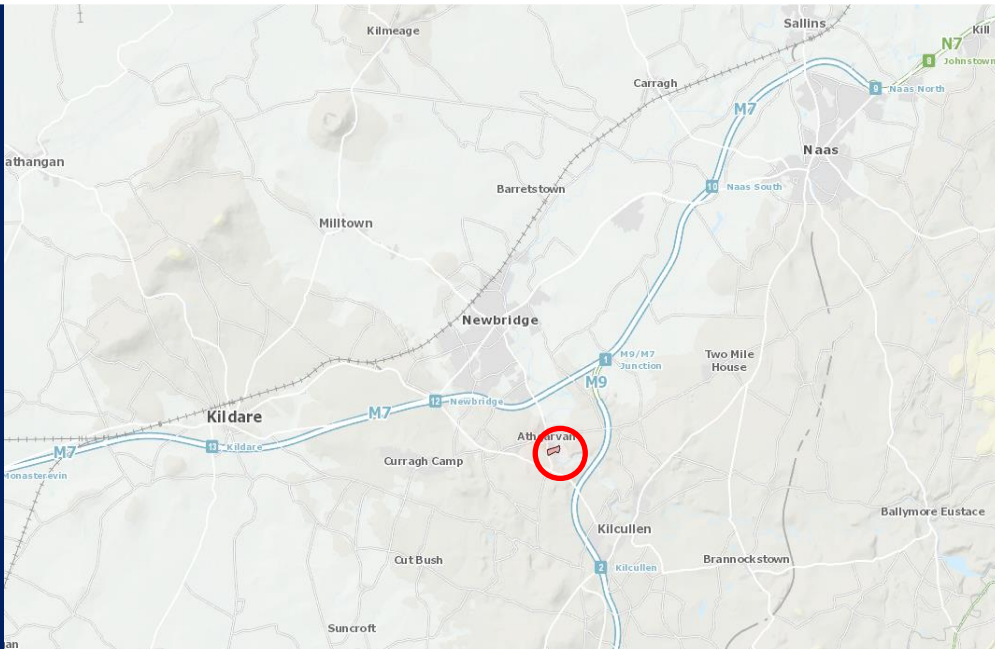 Sallins
Kilmeage
Kill
N7
8
Johnstown
Carragh
9
Naas North
M7
Naas
athangan
10
Naas South
Barretstown
Milltown
Newbridge
1
M9/M7
Junction
Two Mile
House
M9
12
Newbridge
M7
Kildare
13
Kildare
M7
Monasterevin
Curragh Camp
Ballymore Eustace
Kilcullen
Cut Bush
Brannockstown
2
Kilcullen
Suncroft
an